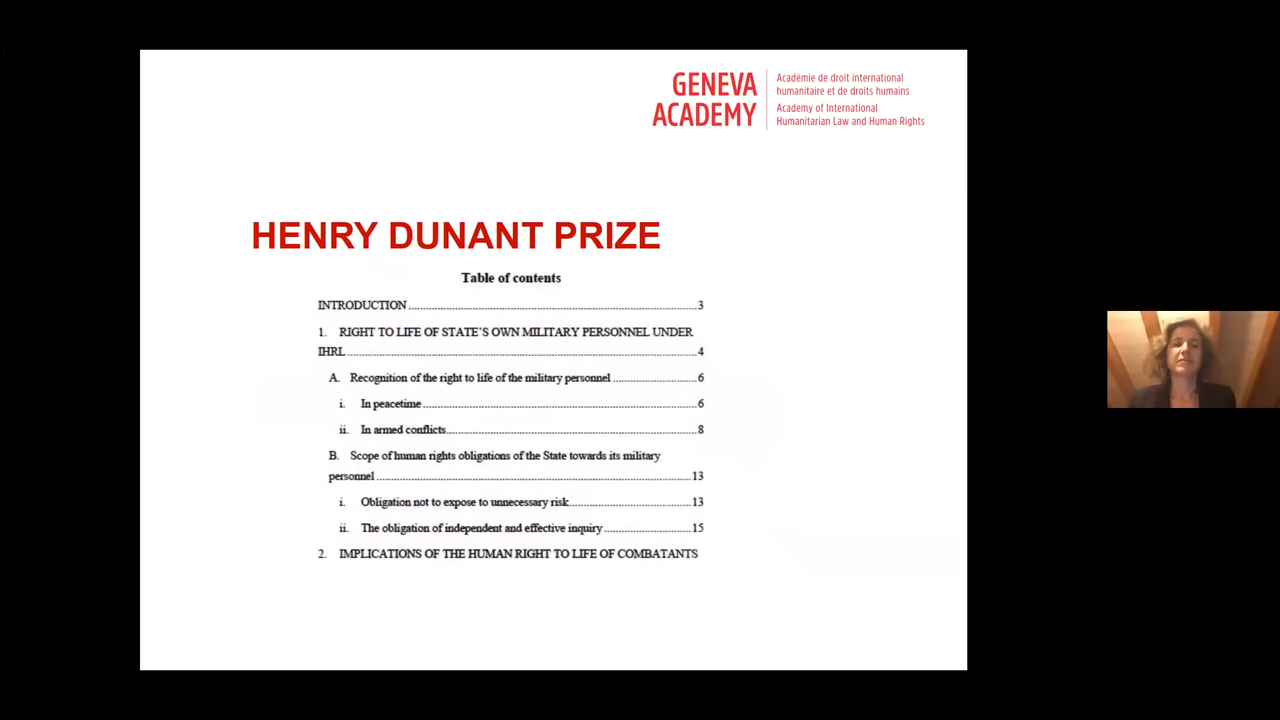 GENEVA
ACADEMY
Académie de droit international
humanitaire et de droits humains
Academy of International
Humanitarian Law and Human Rights
HENRY DUNANT PRIZE
Table of contents
INTRODUCTION ........................................ 3
1. RIGHT TO LIFE OF STATE'S OWN MILITARY PERSONNEL UNDER
IHRL ........................................ 4
A. Recognition of the right to life of the military personnel ........................................ 6
i. In peacetime ........................................ 6
ii. In armed conflicts ........................................ 8
B. Scope of human rights obligations of the State towards its military
personnel ........................................ 13
i. Obligation not to expose to unnecessary risk ........................................ 13
ii. The obligation of independent and effective inquiry ........................................ 15
2. IMPLICATIONS OF THE HUMAN RIGHT TO LIFE OF COMBATANTS